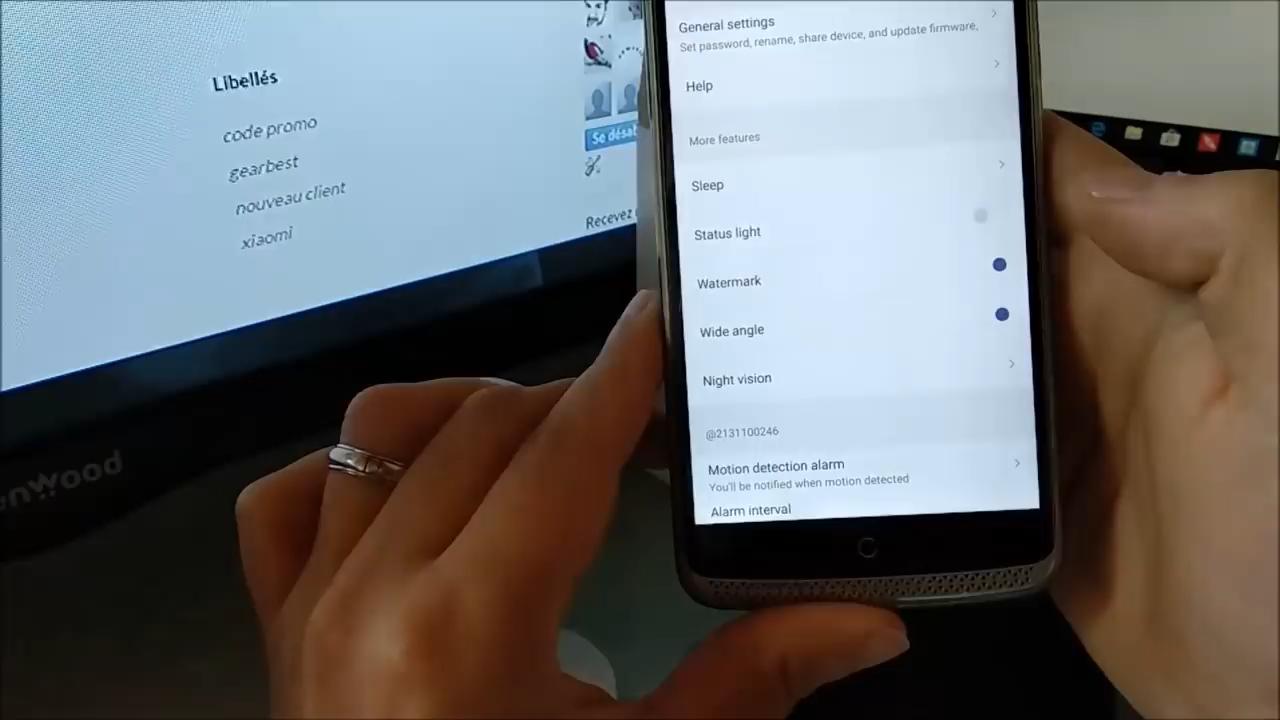 Libellés
code promo
gearbest
nouveau client
xiaomi
Se désab
Recevez
nwood
General settings
Set password, rename, share device, and update firmware,
Help
More features
Sleep
Status light
Watermark
Wide angle
Night vision
@2131100246
Motion detection alarm
You'll be notified when motion detected
Alarm interval